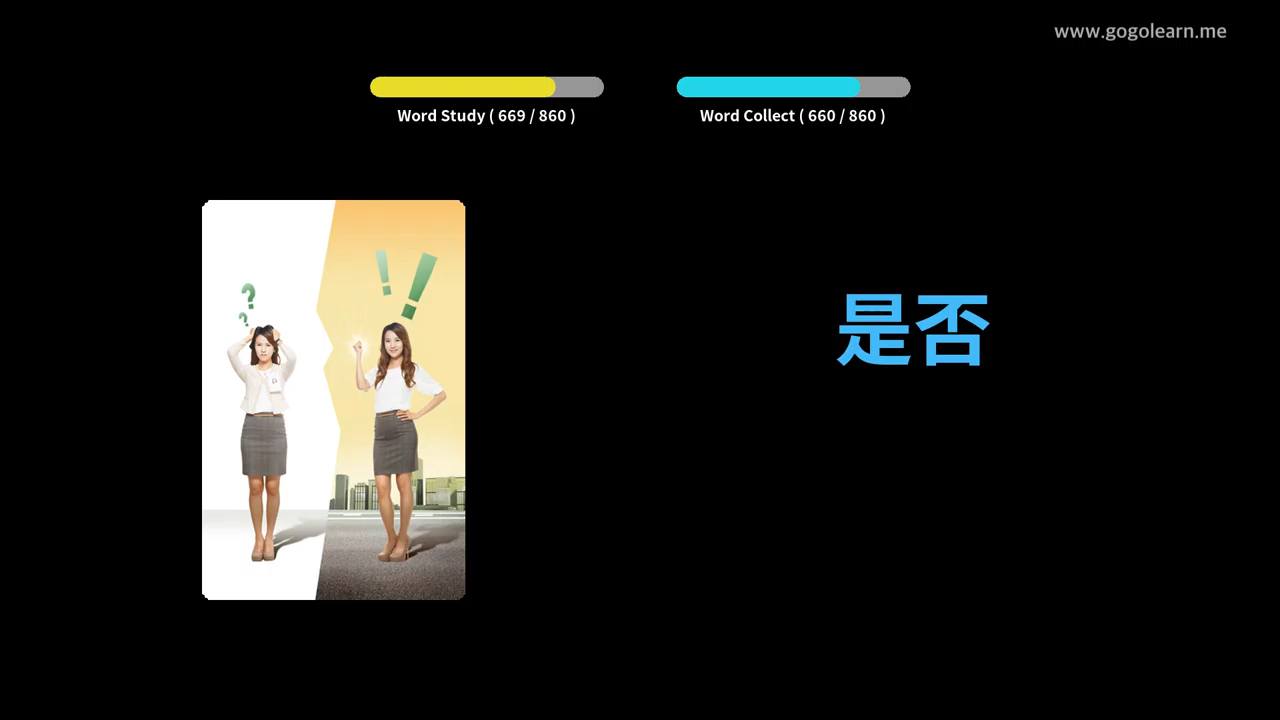 www.gogolearn.me
Word Study ( 669 / 860 )
Word Collect ( 660 / 860 )
? ! !
?
是否